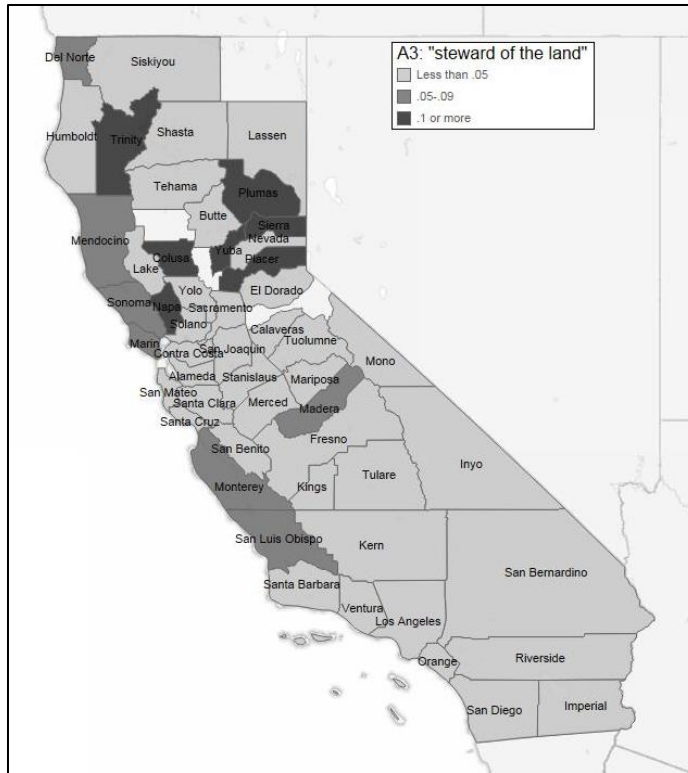 A3: "steward of the land"
Less than .05
.05-.09
.1 or more
Del Norte
Siskiyou
Humboldt
Trinity
Shasta
Lassen
Tehama
Plumas
Butte
Mendocino
Sierra
Nevada
Colusa
Yuba
Placer
Lake
El Dorado
Yolo
Sonoma
Napa
Sacramento
Solano
Calaveras
Marin
Tuolumne
San Joaquin
Contra Costa
Mono
Alameda
Stanislaus
Mariposa
San Mateo
Santa Clara
Merced
Madera
Santa Cruz
Fresno
San Benito
Inyo
Tulare
Monterey
Kings
San Luis Obispo
Kern
San Bernardino
Santa Barbara
Ventura
Los Angeles
Orange
Riverside
San Diego
Imperial